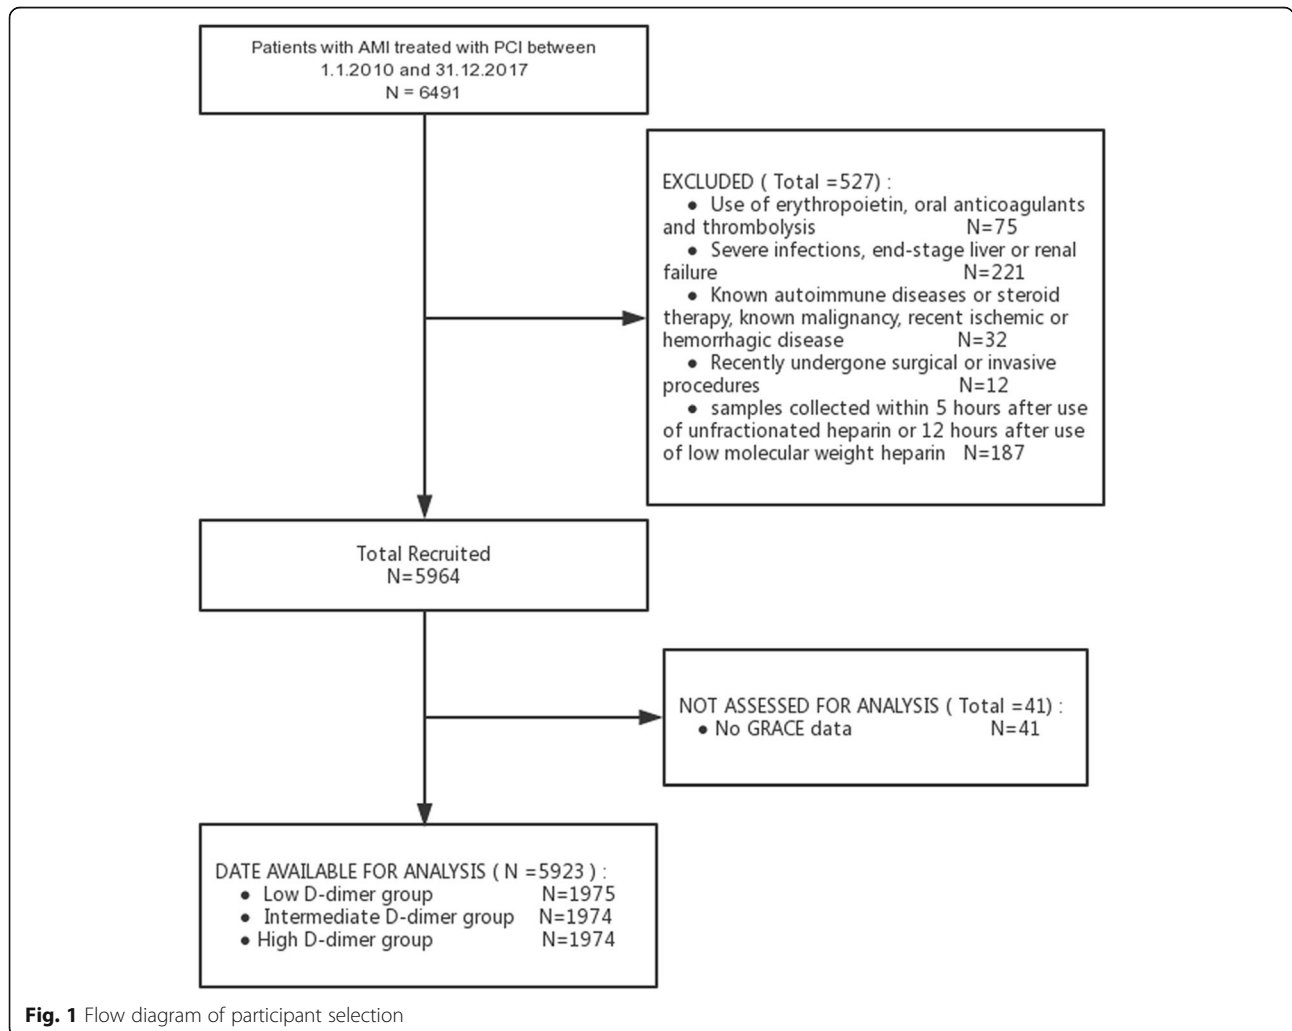 Patients with AMI treated with PCI between
1.1.2010 and 31.12.2017
N = 6491
EXCLUDED ( Total =527) :
● Use of erythropoietin, oral anticoagulants
and thrombolysis N=75
● Severe infections, end-stage liver or renal
failure N=221
● Known autoimmune diseases or steroid
therapy, known malignancy, recent ischemic or
hemorrhagic disease N=32
● Recently undergone surgical or invasive
procedures N=12
● samples collected within 5 hours after use
of unfractionated heparin or 12 hours after use
of low molecular weight heparin N=187
Total Recruited
N=5964
NOT ASSESSED FOR ANALYSIS ( Total =41) :
● No GRACE data N=41
DATE AVAILABLE FOR ANALYSIS ( N =5923 ) :
● Low D-dimer group N=1975
● Intermediate D-dimer group N=1974
● High D-dimer group N=1974
Fig. 1 Flow diagram of participant selection